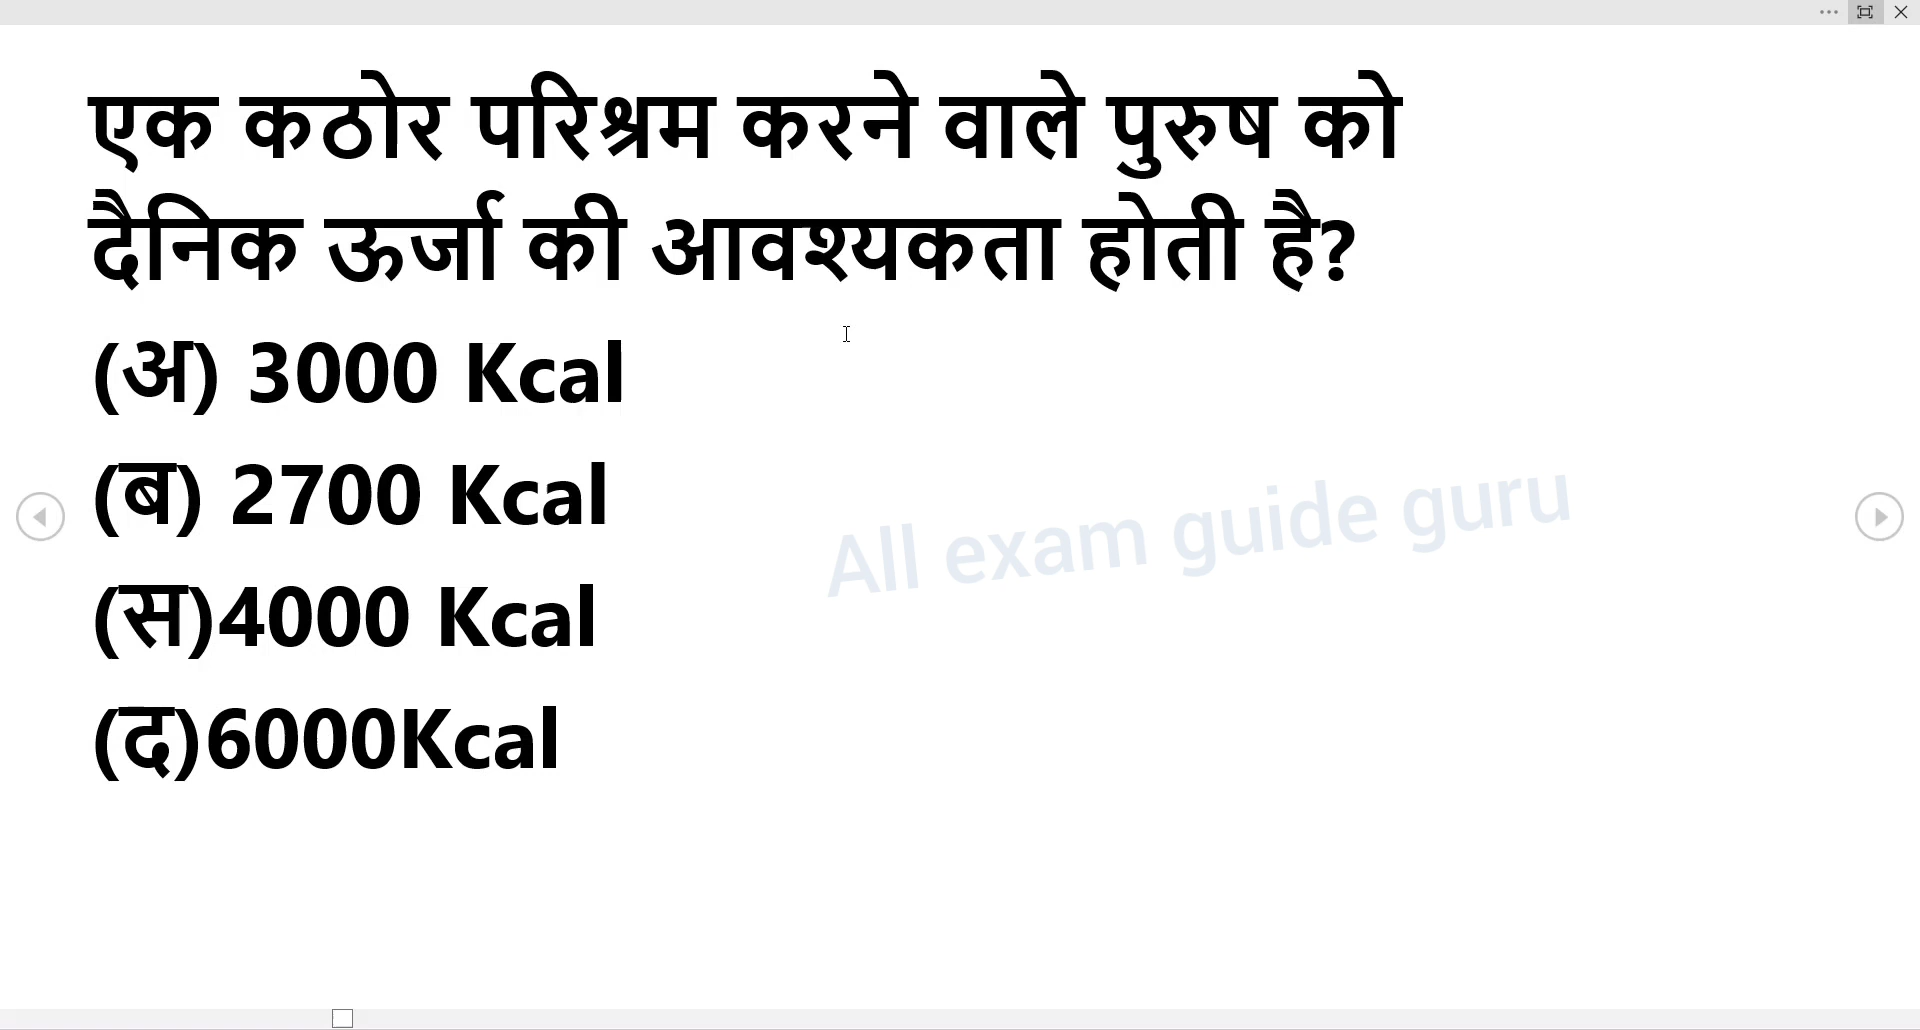 एक कठोर परिश्रम करने वाले पुरुष को
दैनिक ऊर्जा की आवश्यकता होती है?
(अ) 3000 Kcal
(ब) 2700 Kcal
(स)4000 Kcal
(द)6000Kcal
All exam guide guru